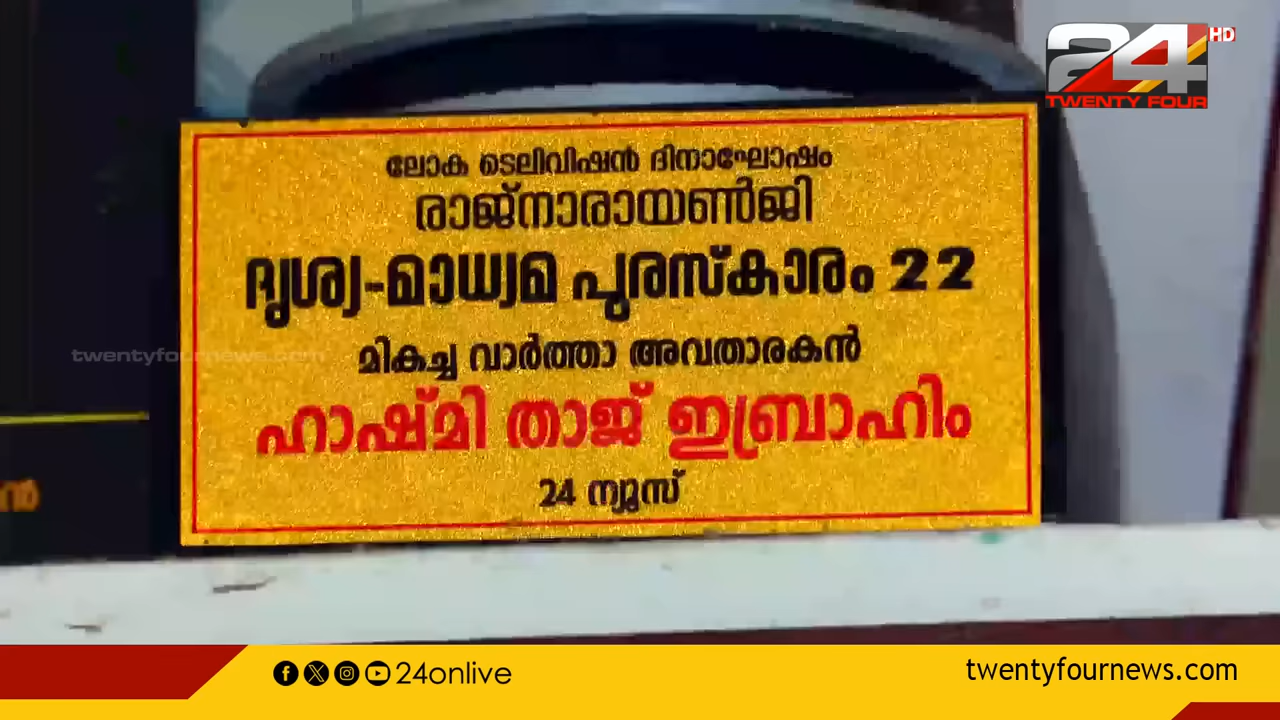 24 HD
TWENTY FOUR
ലോക ടെലിവിഷൻ ദിനാഘോഷം
രാജ്നാരായൺജി
ദൃശ്യ-മാധ്യമ പുരസ്കാരം 22
മികച്ച വാർത്താ അവതാരകൻ
twentyfournews.com
ഹാഷ്മി താജ് ഇബ്രാഹിം
24 ന്യൂസ്
ൻ
24onlive
twentyfournews.com